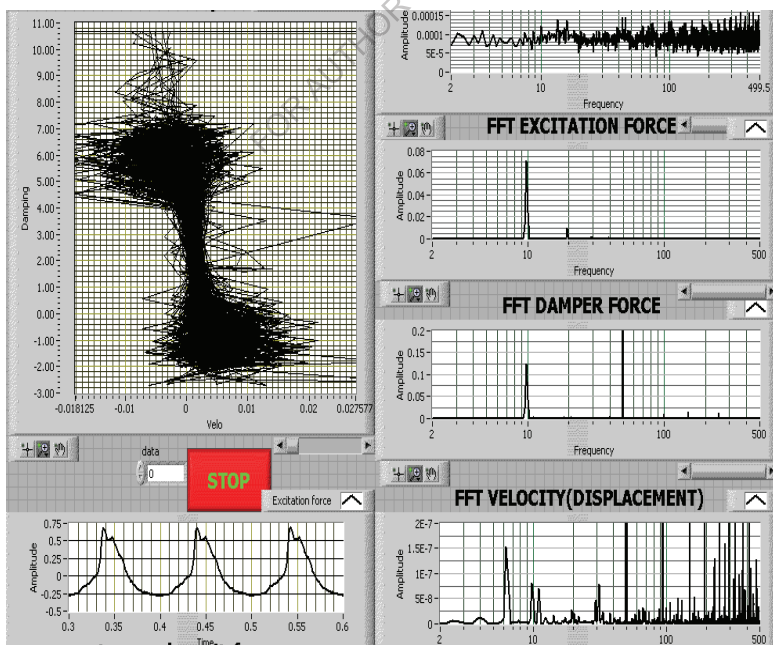 11.00
10.00
9.00
8.00
7.00
6.00
5.00
4.00
3.00
2.00
1.00
0.00
-1.00
-2.00
-3.00
Damping
-0.018125 -0.01 0 0.01 0.02 0.027577
Velo
data
0
STOP
Excitation force
0.75
0.5
0.25
0
-0.25
-0.5
Amplitude
0.3 0.35 0.4 0.45 0.5 0.55 0.6
Time
FOR AUTHOR
0.00015
0.0001
5E-5
0
Amplitude
2 10 100 499.5
Frequency
FFT EXCITATION FORCE
0.08
0.06
0.04
0.02
0
Amplitude
2 10 100 500
Frequency
FFT DAMPER FORCE
0.2
0.15
0.1
0.05
0
Amplitude
2 10 100 500
Frequency
FFT VELOCITY(DISPLACEMENT)
2E-7
1.5E-7
1E-7
5E-8
0
Amplitude
2 10 100 500